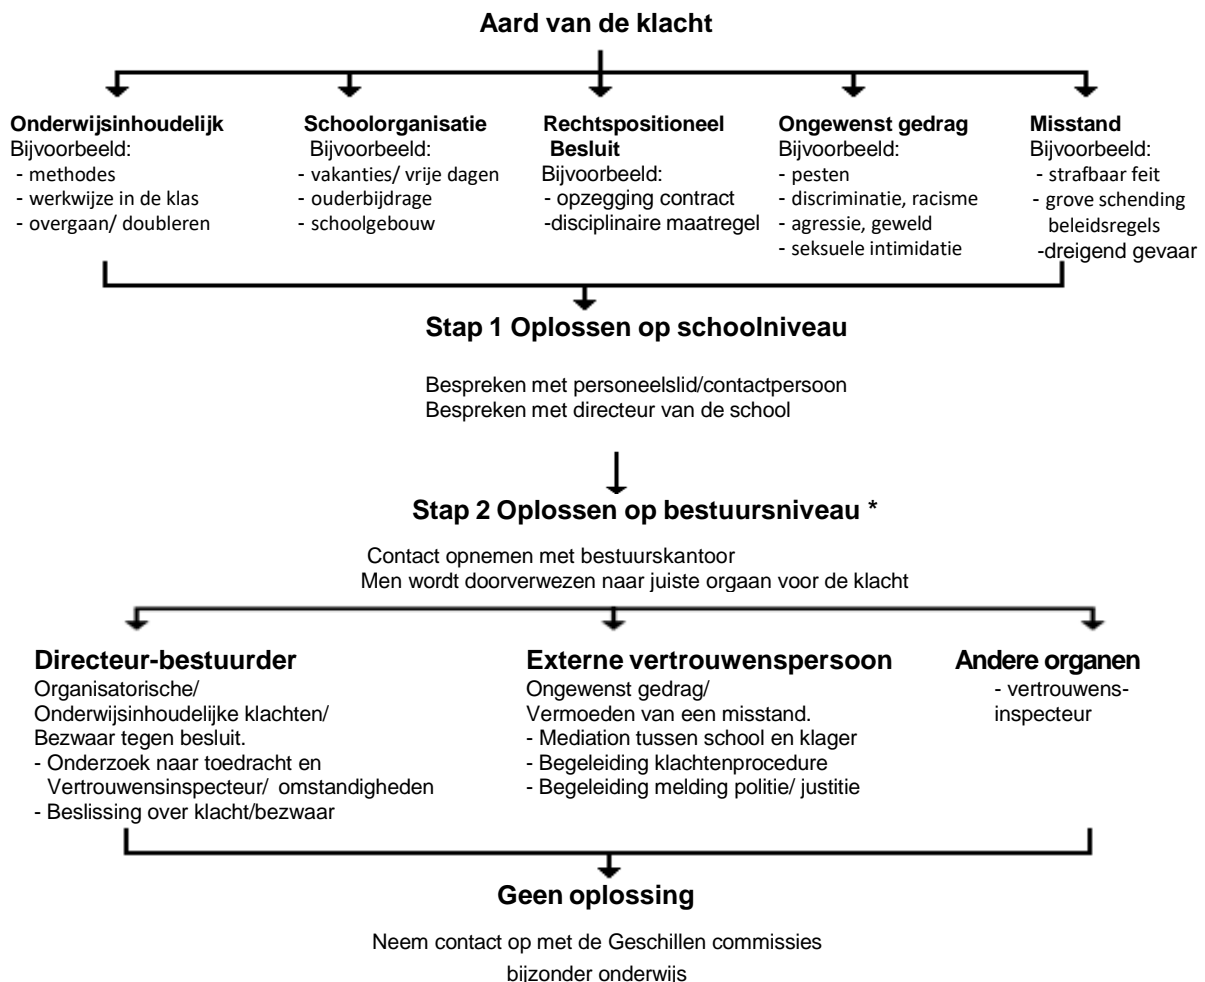 Aard van de klacht
Onderwijsinhoudelijk
Bijvoorbeeld:
- methodes
- werkwijze in de klas
- overgaan/ doubleren
Schoolorganisatie
Bijvoorbeeld:
- vakanties/ vrije dagen
- ouderbijdrage
- schoolgebouw
Rechtspositioneel
Besluit
Bijvoorbeeld:
- opzegging contract
-disciplinaire maatregel
Ongewenst gedrag
Bijvoorbeeld:
- pesten
- discriminatie, racisme
- agressie, geweld
- seksuele intimidatie
Misstand
Bijvoorbeeld:
- strafbaar feit
- grove schending
beleidsregels
-dreigend gevaar
Stap 1 Oplossen op schoolniveau
Bespreken met personeelslid/contactpersoon
Bespreken met directeur van de school
Stap 2 Oplossen op bestuursniveau *
Contact opnemen met bestuurskantoor
Men wordt doorverwezen naar juiste orgaan voor de klacht
Directeur-bestuurder
Organisatorische/
Onderwijsinhoudelijke klachten/
Bezwaar tegen besluit.
- Onderzoek naar toedracht en
Vertrouwensinspecteur/ omstandigheden
- Beslissing over klacht/bezwaar
Externe vertrouwenspersoon
Ongewenst gedrag/
Vermoeden van een misstand.
- Mediation tussen school en klager
- Begeleiding klachtenprocedure
- Begeleiding melding politie/ justitie
Andere organen
- vertrouwens-
inspecteur
Geen oplossing
Neem contact op met de Geschillen commissies
bijzonder onderwijs